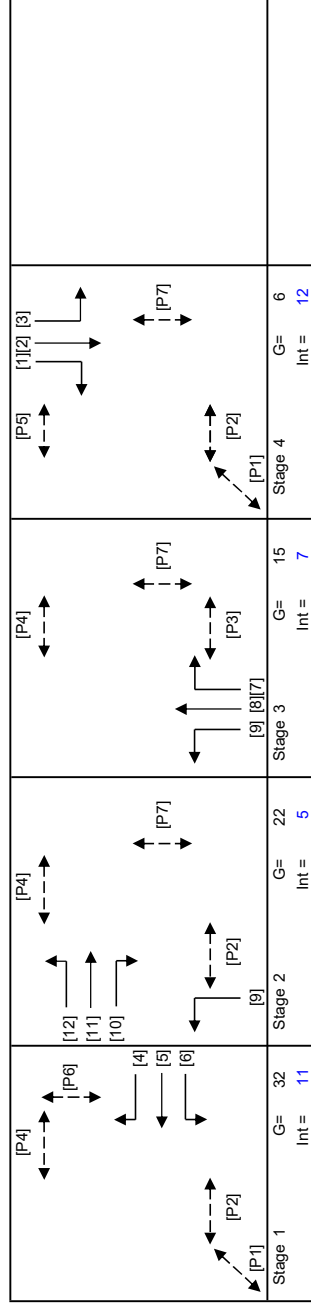 [P4]
[P6]
[4]
[5]
[6]
[P2]
[P1]
Stage 1
G= 32
Int = 11
[P4]
[12]
[11]
[10]
[P7]
[P2]
[9]
Stage 2
G= 22
Int = 5
[P4]
[P7]
[P3]
[9] [8][7]
Stage 3
G= 15
Int = 7
[P5]
[1][2] [3]
[P7]
[P2]
[P1]
Stage 4
G= 6
Int = 12